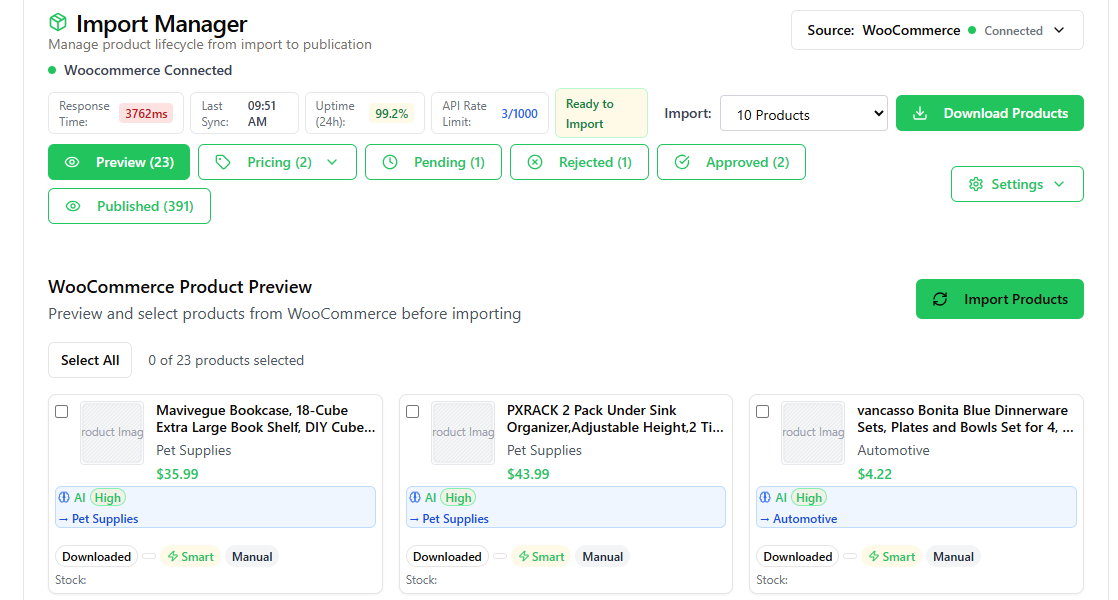 Import Manager
Manage product lifecycle from import to publication
Source: WooCommerce Connected
Woocommerce Connected
Response Time: 3762ms
Last Sync: 09:51 AM
Uptime (24h): 99.2%
API Rate Limit: 3/1000
Ready to Import
Import: 10 Products
Download Products
Preview (23)
Pricing (2)
Pending (1)
Rejected (1)
Approved (2)
Published (391)
Settings
WooCommerce Product Preview
Preview and select products from WooCommerce before importing
Import Products
Select All
0 of 23 products selected
roduct Imag
Mavivegue Bookcase, 18-Cube
Extra Large Book Shelf, DIY Cube...
Pet Supplies
$35.99
AI High
→ Pet Supplies
Downloaded Smart Manual
Stock:
roduct Imag
PXRACK 2 Pack Under Sink
Organizer,Adjustable Height,2 Ti...
Pet Supplies
$43.99
AI High
→ Pet Supplies
Downloaded Smart Manual
Stock:
roduct Imag
vancasso Bonita Blue Dinnerware
Sets, Plates and Bowls Set for 4, ...
Automotive
$4.22
AI High
→ Automotive
Downloaded Smart Manual
Stock: